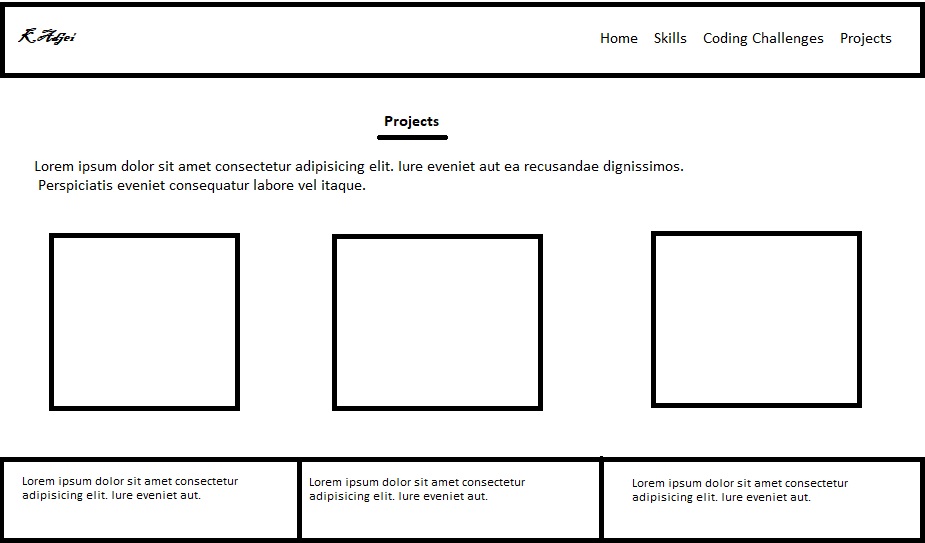 K. Adjei
Home Skills Coding Challenges Projects
Projects
Lorem ipsum dolor sit amet consectetur adipisicing elit. Iure eveniet aut ea recusandae dignissimos.
Perspiciatis eveniet consequatur labore vel itaque.
Lorem ipsum dolor sit amet consectetur
adipisicing elit. Iure eveniet aut.
Lorem ipsum dolor sit amet consectetur
adipisicing elit. Iure eveniet aut.
Lorem ipsum dolor sit amet consectetur
adipisicing elit. Iure eveniet aut.